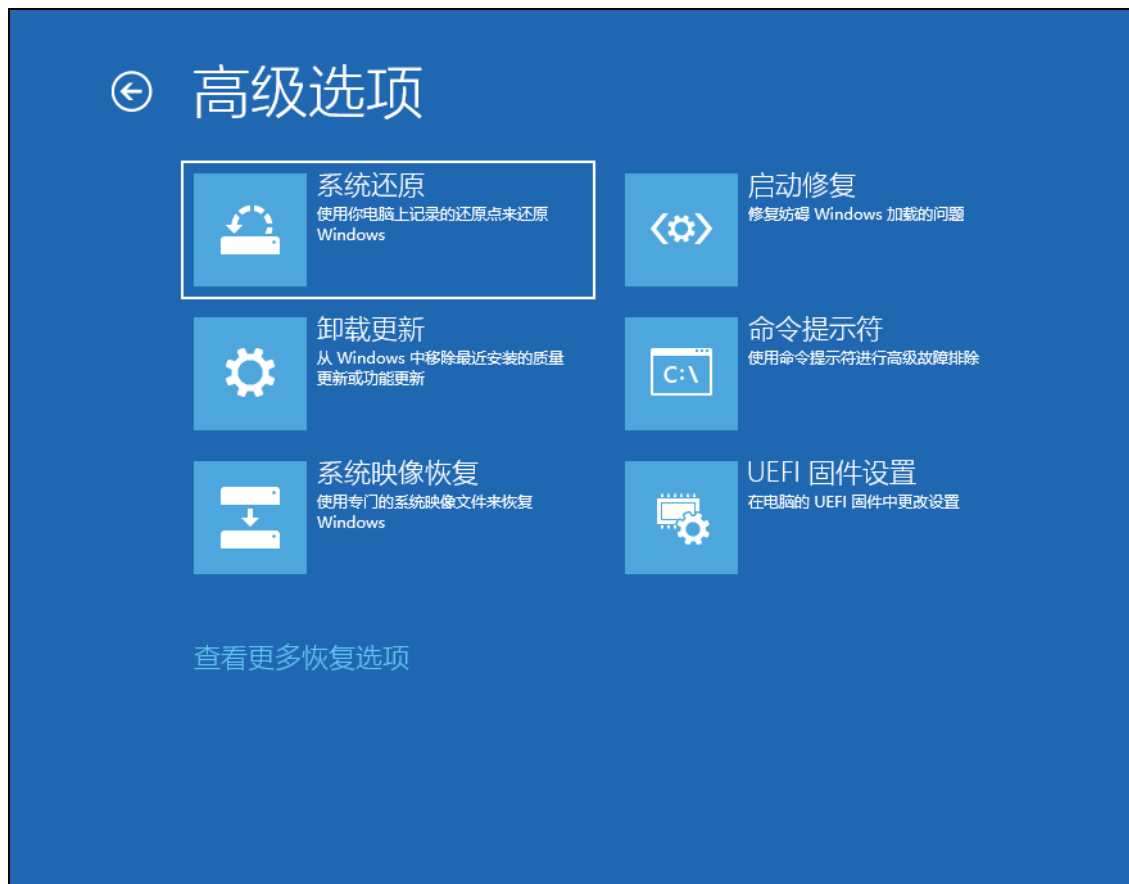 高级选项
系统还原
使用你电脑上记录的还原点来还原
Windows
启动修复
修复妨碍 Windows 加载的问题
卸载更新
从 Windows 中移除最近安装的质量
更新或功能更新
命令提示符
使用命令提示符进行高级故障排除
C:\
系统映像恢复
使用专门的系统映像文件来恢复
Windows
UEFI 固件设置
在电脑的 UEFI 固件中更改设置
查看更多恢复选项